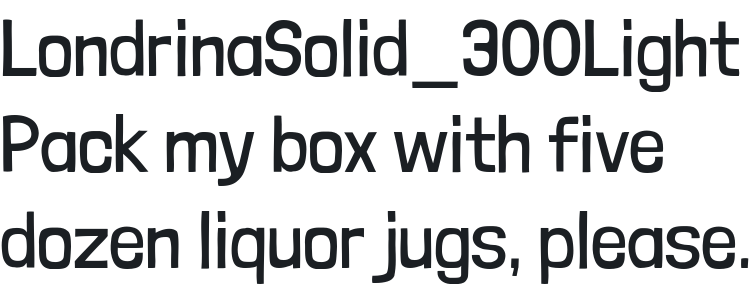 LondrinaSolid_300Light
Pack my box with five
dozen liquor jugs, please.